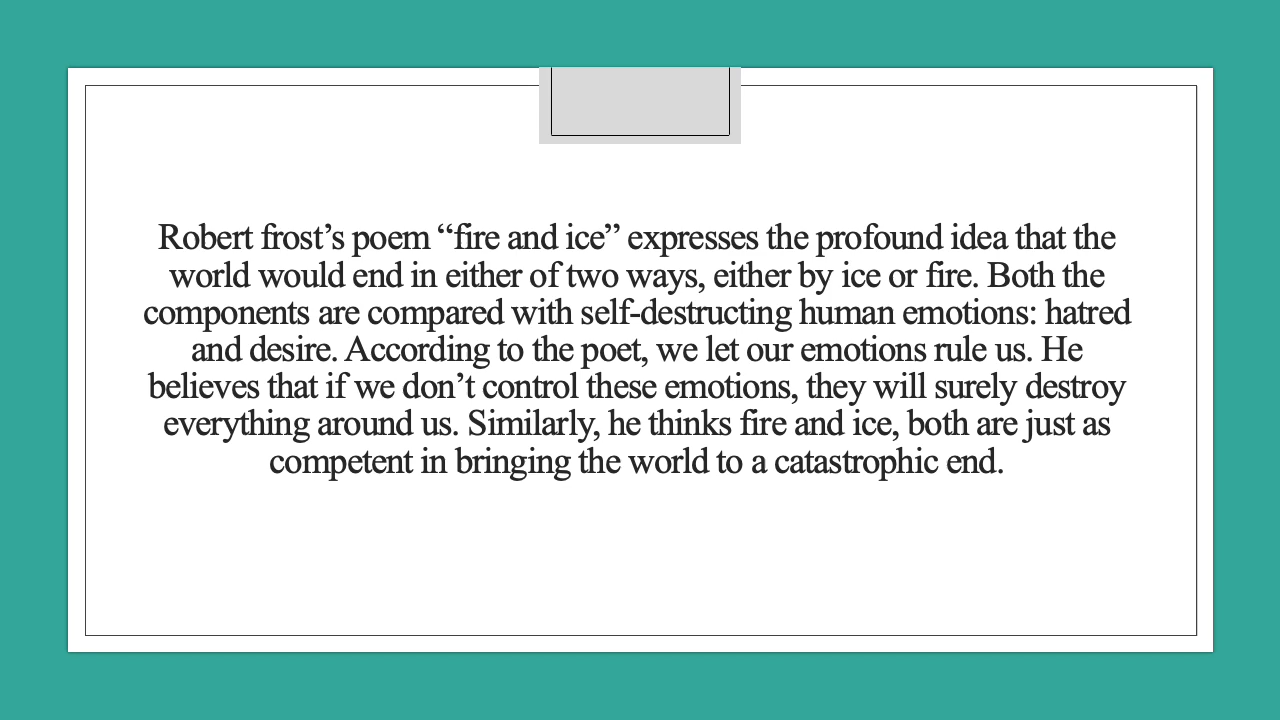 Robert frost’s poem “fire and ice” expresses the profound idea that the
world would end in either of two ways, either by ice or fire. Both the
components are compared with self-destructing human emotions: hatred
and desire. According to the poet, we let our emotions rule us. He
believes that if we don’t control these emotions, they will surely destroy
everything around us. Similarly, he thinks fire and ice, both are just as
competent in bringing the world to a catastrophic end.